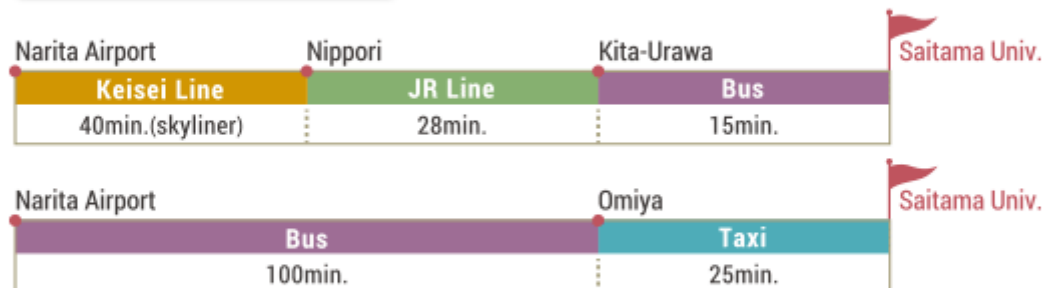 Narita Airport Nippori Kita-Urawa Saitama Univ.
Keisei Line JR Line Bus
40min.(skyliner) 28min. 15min.
Narita Airport Omiya Saitama Univ.
Bus Taxi
100min. 25min.